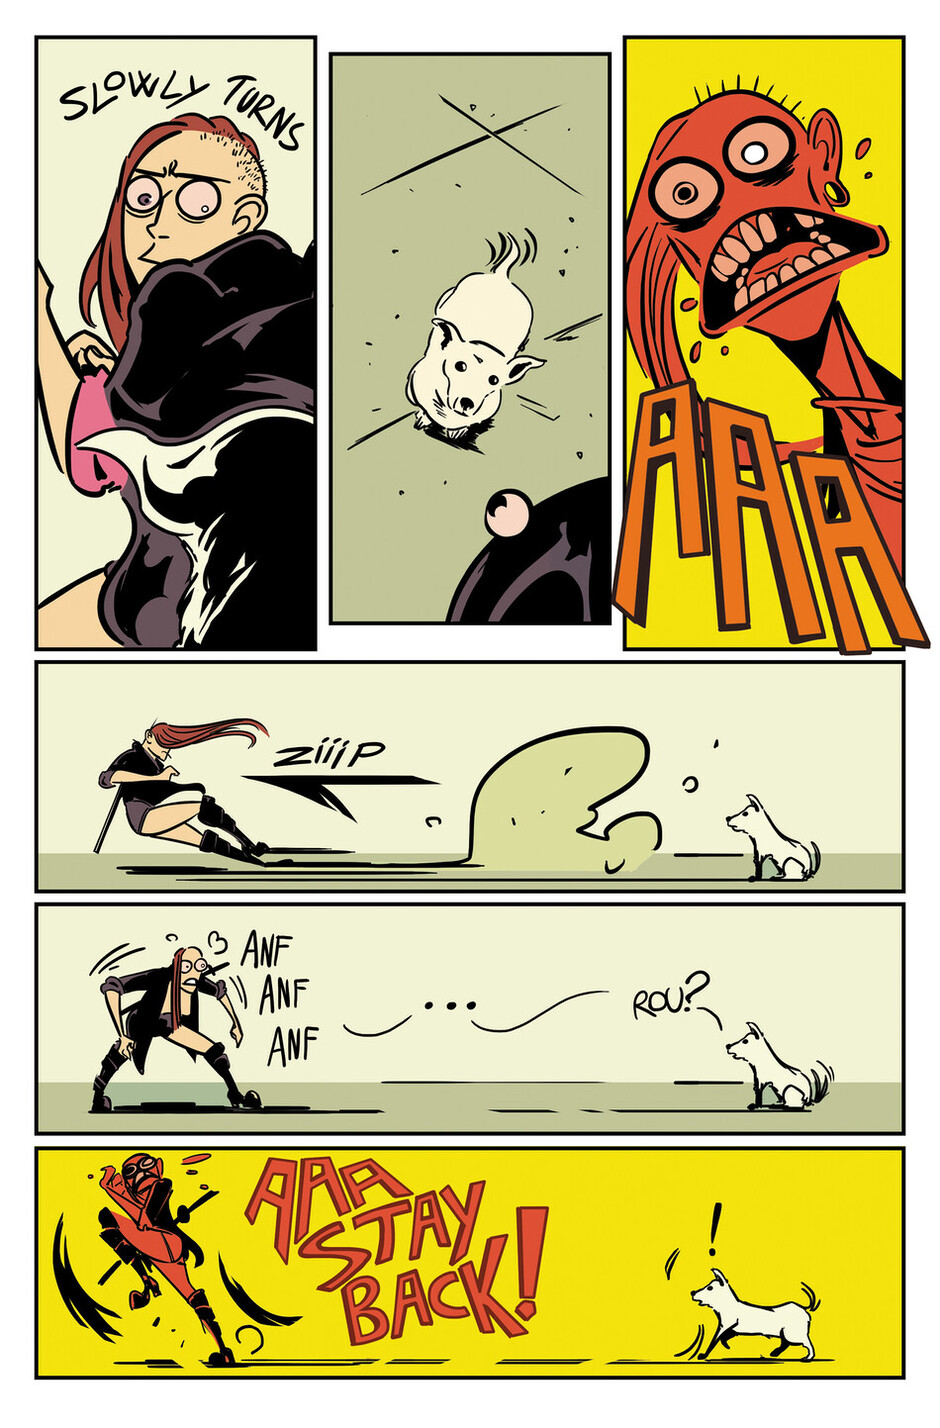 SLOWLY TURNS
AAA
ZiiiP
ANF
ANF
ANF
...
ROU?
AAA
STAY
BACK!
!